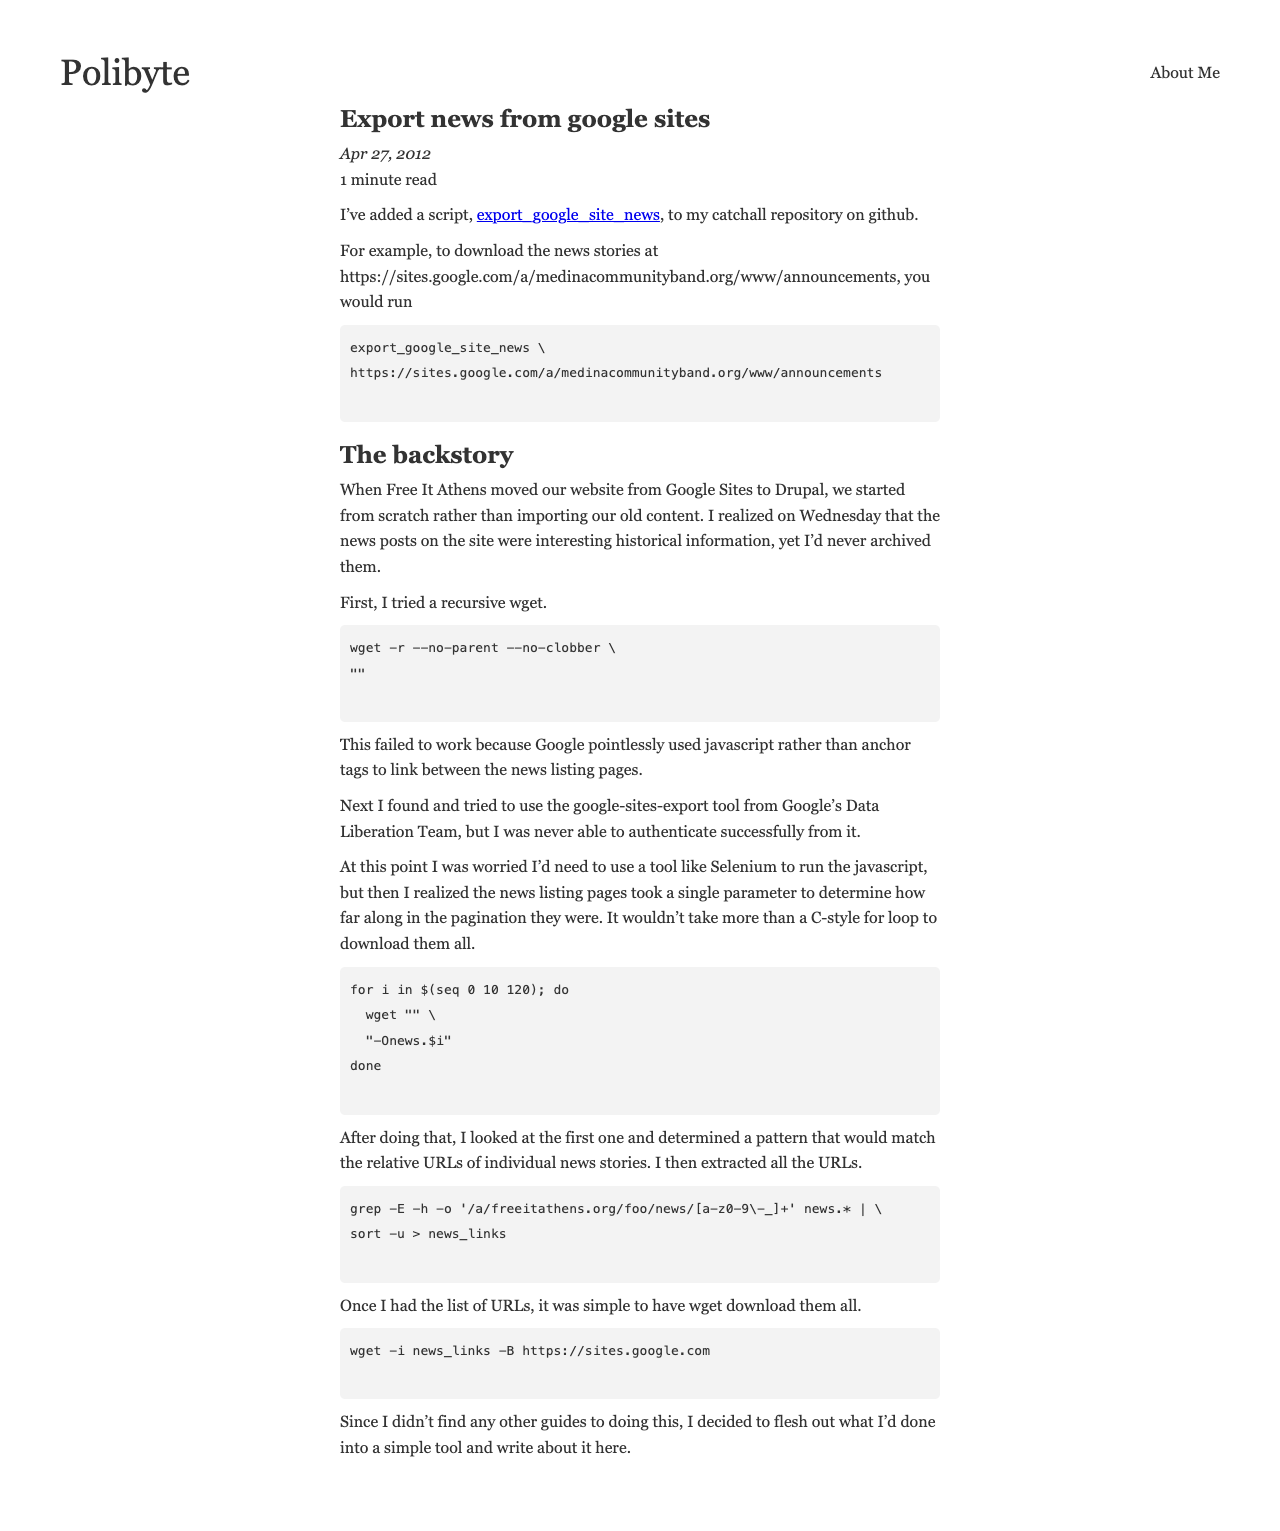 Polibyte
About Me
Export news from google sites
Apr 27, 2012
1 minute read
I’ve added a script, export_google_site_news, to my catchall repository on github.
For example, to download the news stories at
https://sites.google.com/a/medinacommunityband.org/www/announcements, you
would run
export_google_site_news \
https://sites.google.com/a/medinacommunityband.org/www/announcements
The backstory
When Free It Athens moved our website from Google Sites to Drupal, we started
from scratch rather than importing our old content. I realized on Wednesday that the
news posts on the site were interesting historical information, yet I’d never archived
them.
First, I tried a recursive wget.
wget -r --no-parent --no-clobber \
""
This failed to work because Google pointlessly used javascript rather than anchor
tags to link between the news listing pages.
Next I found and tried to use the google-sites-export tool from Google’s Data
Liberation Team, but I was never able to authenticate successfully from it.
At this point I was worried I’d need to use a tool like Selenium to run the javascript,
but then I realized the news listing pages took a single parameter to determine how
far along in the pagination they were. It wouldn’t take more than a C-style for loop to
download them all.
for i in $(seq 0 10 120); do
  wget "" \
  "-Onews.$i"
done
After doing that, I looked at the first one and determined a pattern that would match
the relative URLs of individual news stories. I then extracted all the URLs.
grep -E -h -o '/a/freeitathens.org/foo/news/[a-z0-9\-_]+' news.* | \
sort -u > news_links
Once I had the list of URLs, it was simple to have wget download them all.
wget -i news_links -B https://sites.google.com
Since I didn’t find any other guides to doing this, I decided to flesh out what I’d done
into a simple tool and write about it here.